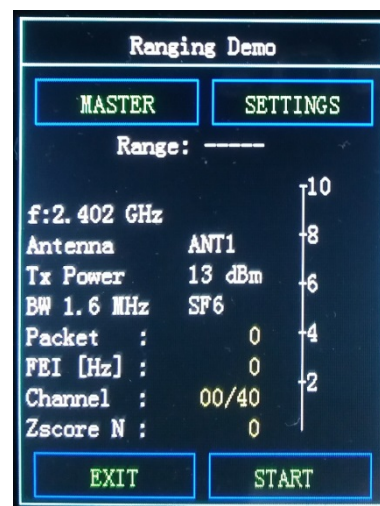 Ranging Demo
MASTER SETTINGS
Range: -----
10
f:2.402 GHz
Antenna ANT1
8
Tx Power 13 dBm
6
BW 1.6 MHz SF6
Packet : 0
4
FEI [Hz] : 0
Channel : 00/40
2
Zscore N : 0
EXIT START